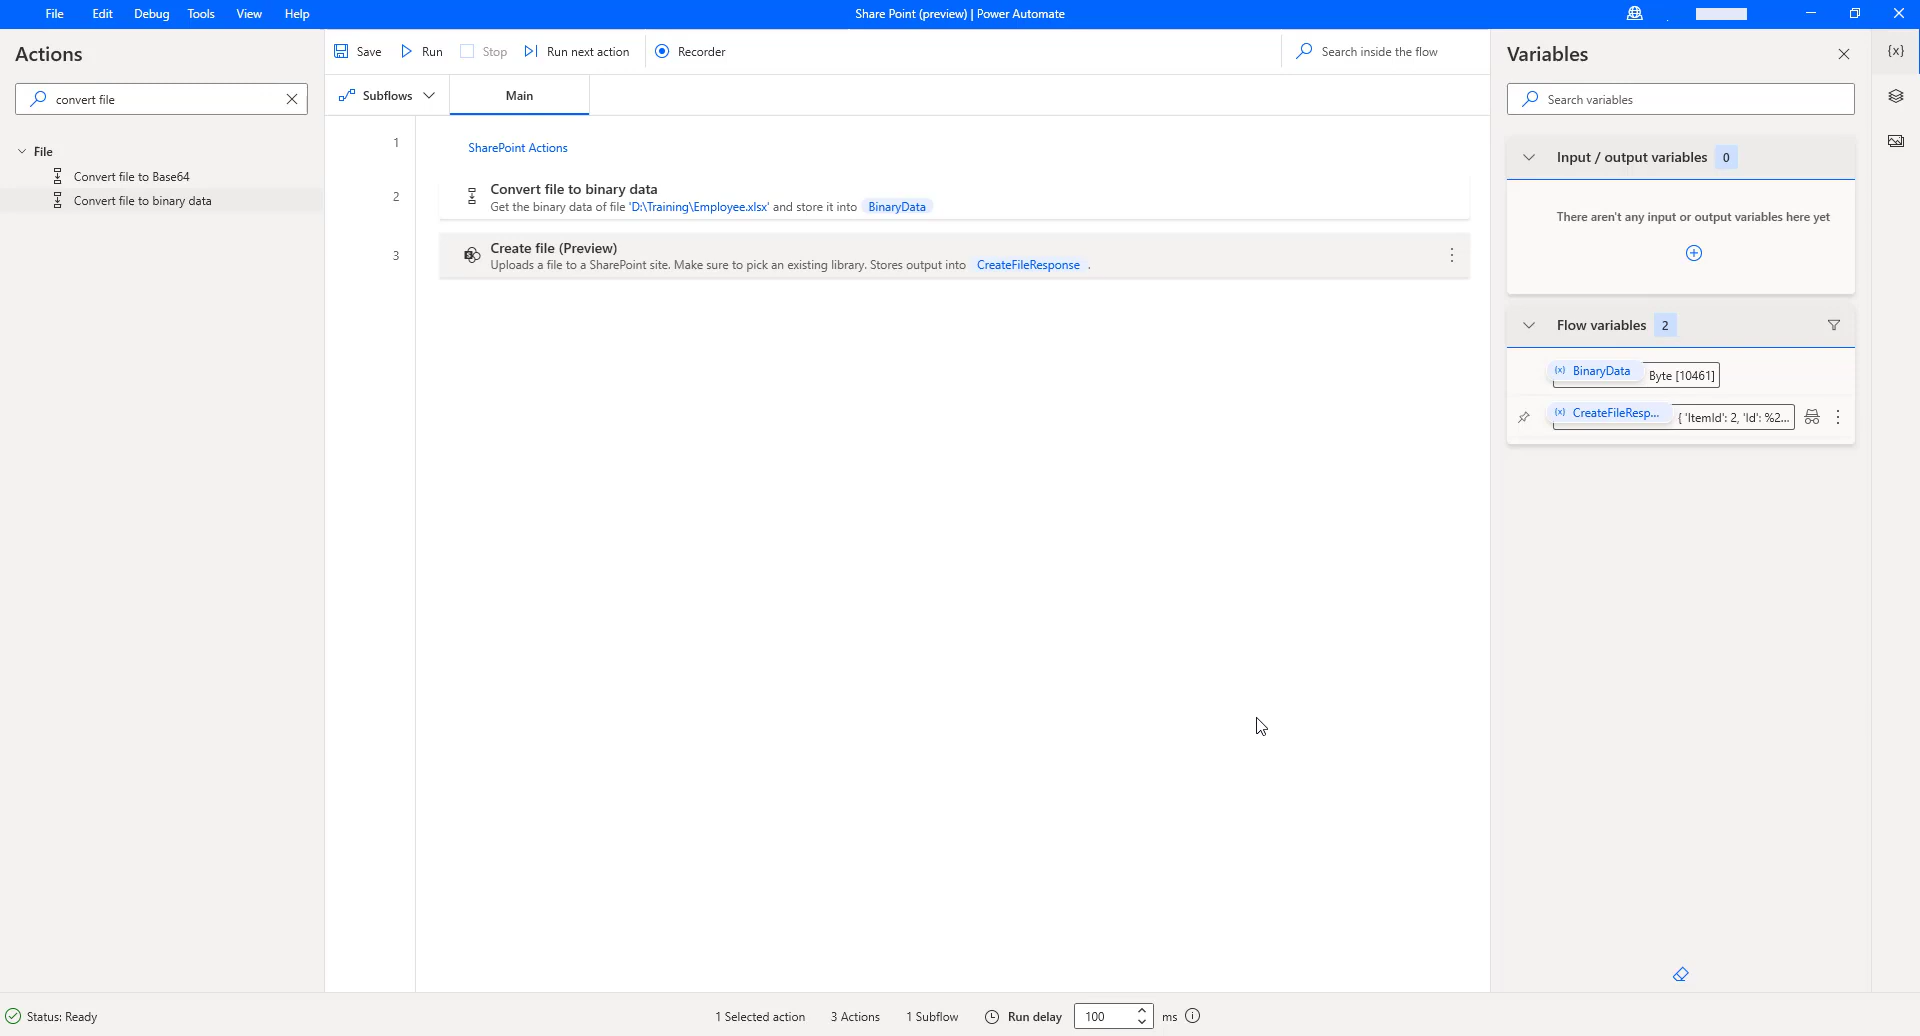 File Edit Debug Tools View Help
Share Point (preview) | Power Automate
Actions
convert file
File
Convert file to Base64
Convert file to binary data
Save Run Stop Run next action Recorder
Search inside the flow
Subflows Main
1 SharePoint Actions
2 Convert file to binary data
Get the binary data of file 'D:\Training\Employee.xlsx' and store it into BinaryData
3 Create file (Preview)
Uploads a file to a SharePoint site. Make sure to pick an existing library. Stores output into CreateFileResponse .
Variables
{x}
Search variables
Input / output variables 0
There aren't any input or output variables here yet
Flow variables 2
(x) BinaryData Byte [10461]
(x) CreateFileResp... { 'ItemId': 2, 'Id': %2...
Status: Ready
1 Selected action 3 Actions 1 Subflow Run delay 100 ms